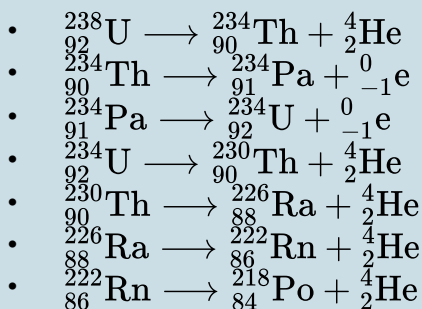 • ²³⁸₉₂U ⟶ ²³⁴₉₀Th + ⁴₂He
• ²³⁴₉₀Th ⟶ ²³⁴₉₁Pa + ⁰₋₁e
• ²³⁴₉₁Pa ⟶ ²³⁴₉₂U + ⁰₋₁e
• ²³⁴₉₂U ⟶ ²³⁰₉₀Th + ⁴₂He
• ²³⁰₉₀Th ⟶ ²²⁶₈₈Ra + ⁴₂He
• ²²⁶₈₈Ra ⟶ ²²²₈₆Rn + ⁴₂He
• ²²²₈₆Rn ⟶ ²¹⁸₈₄Po + ⁴₂He